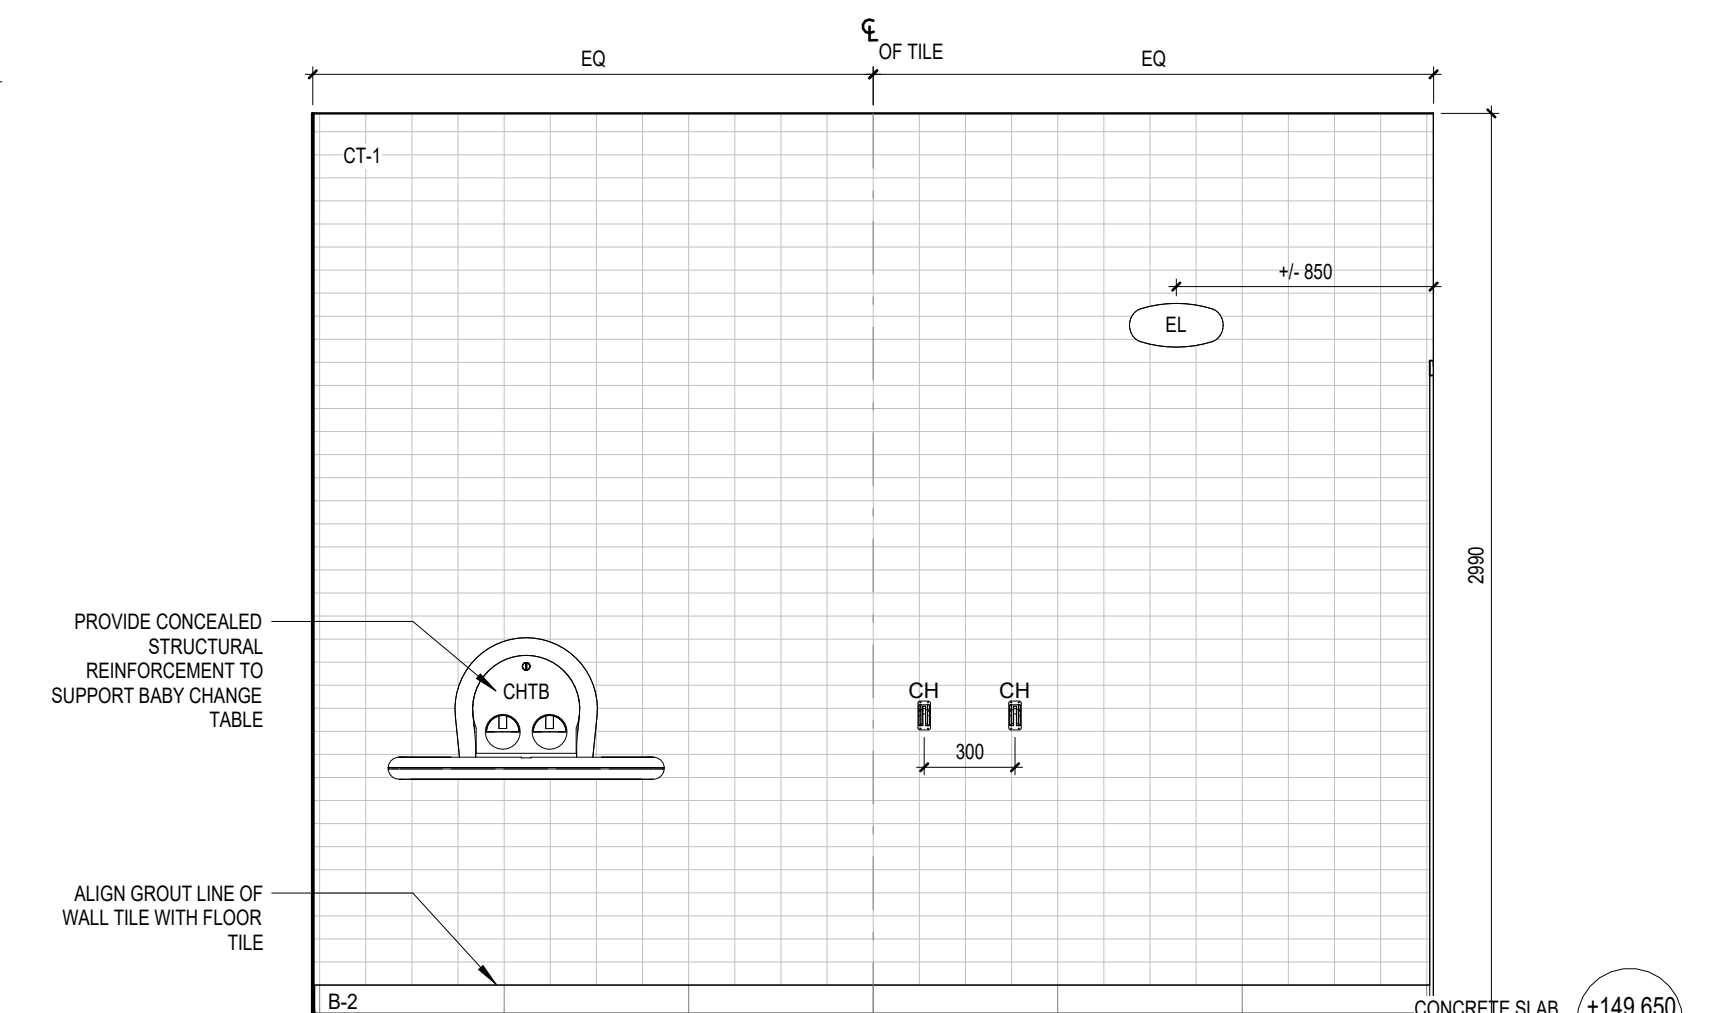 ℄
OF TILE
EQ
EQ
CT-1
+/- 850
EL
2990
PROVIDE CONCEALED
STRUCTURAL
REINFORCEMENT TO
SUPPORT BABY CHANGE
TABLE
CHTB
CH
CH
300
ALIGN GROUT LINE OF
WALL TILE WITH FLOOR
TILE
B-2
CONCRETE SLAB
+149.650